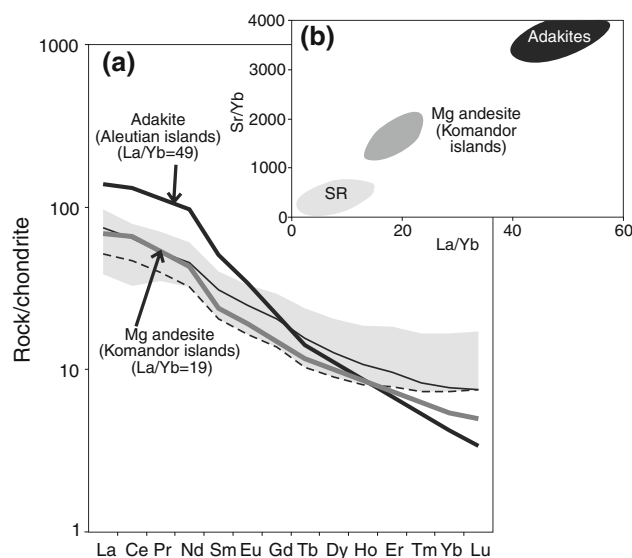 (a)
Rock/chondrite
1000
100
10
1
Adakite
(Aleutian islands)
(La/Yb=49)
Mg andesite
(Komandor islands)
(La/Yb=19)
La Ce Pr Nd Sm Eu Gd Tb Dy Ho Er Tm Yb Lu
(b)
Sr/Yb
4000
3000
2000
1000
0
Adakites
Mg andesite
(Komandor
islands)
SR
0 20 40 60
La/Yb